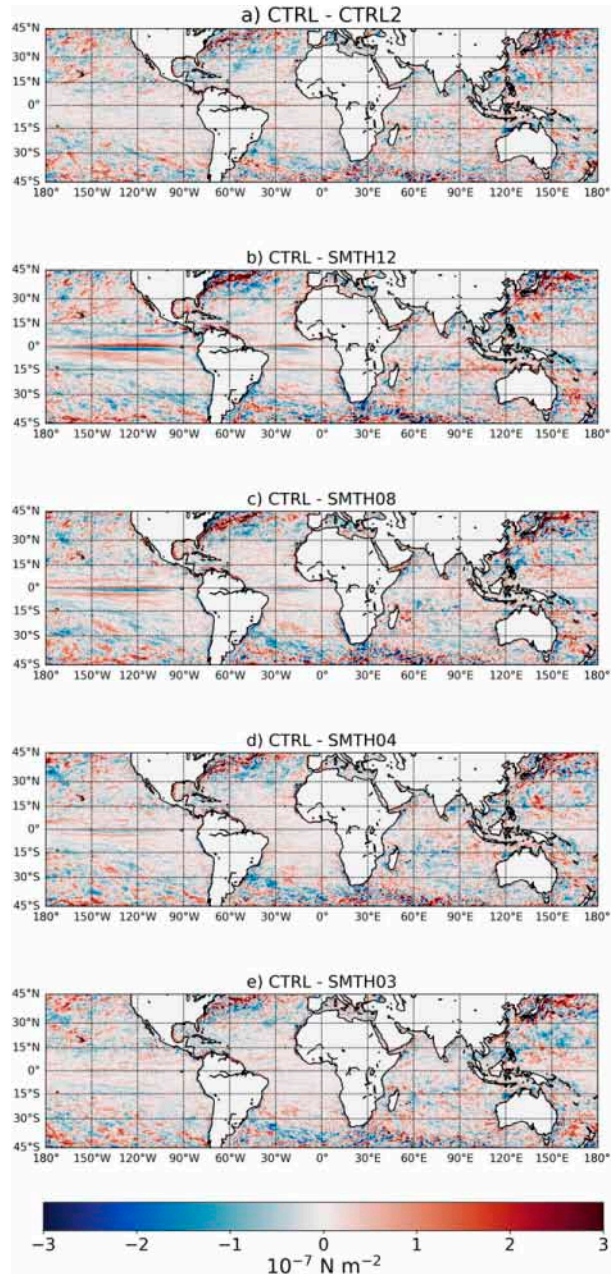 a) CTRL - CTRL2
45°N
30°N
15°N
0°
15°S
30°S
45°S
180° 150°W 120°W 90°W 60°W 30°W 0° 30°E 60°E 90°E 120°E 150°E 180°
b) CTRL - SMTH12
45°N
30°N
15°N
0°
15°S
30°S
45°S
180° 150°W 120°W 90°W 60°W 30°W 0° 30°E 60°E 90°E 120°E 150°E 180°
c) CTRL - SMTH08
45°N
30°N
15°N
0°
15°S
30°S
45°S
180° 150°W 120°W 90°W 60°W 30°W 0° 30°E 60°E 90°E 120°E 150°E 180°
d) CTRL - SMTH04
45°N
30°N
15°N
0°
15°S
30°S
45°S
180° 150°W 120°W 90°W 60°W 30°W 0° 30°E 60°E 90°E 120°E 150°E 180°
e) CTRL - SMTH03
45°N
30°N
15°N
0°
15°S
30°S
45°S
180° 150°W 120°W 90°W 60°W 30°W 0° 30°E 60°E 90°E 120°E 150°E 180°
−3 −2 −1 0 1 2 3
10⁻⁷ N m⁻²